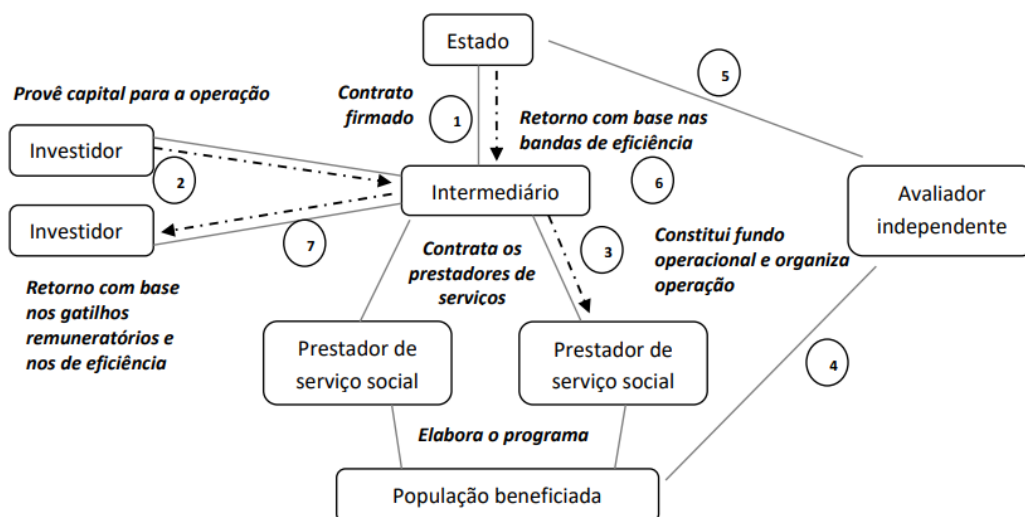 Estado
5
Provê capital para a operação
Contrato
firmado
1
Retorno com base nas
bandas de eficiência
Investidor
2
Intermediário
6
Avaliador
independente
Investidor
7
Contrata os
prestadores de
serviços
3
Constitui fundo
operacional e organiza
operação
Retorno com base
nos gatilhos
remuneratórios e
nos de eficiência
Prestador de
serviço social
Prestador de
serviço social
4
Elabora o programa
População beneficiada